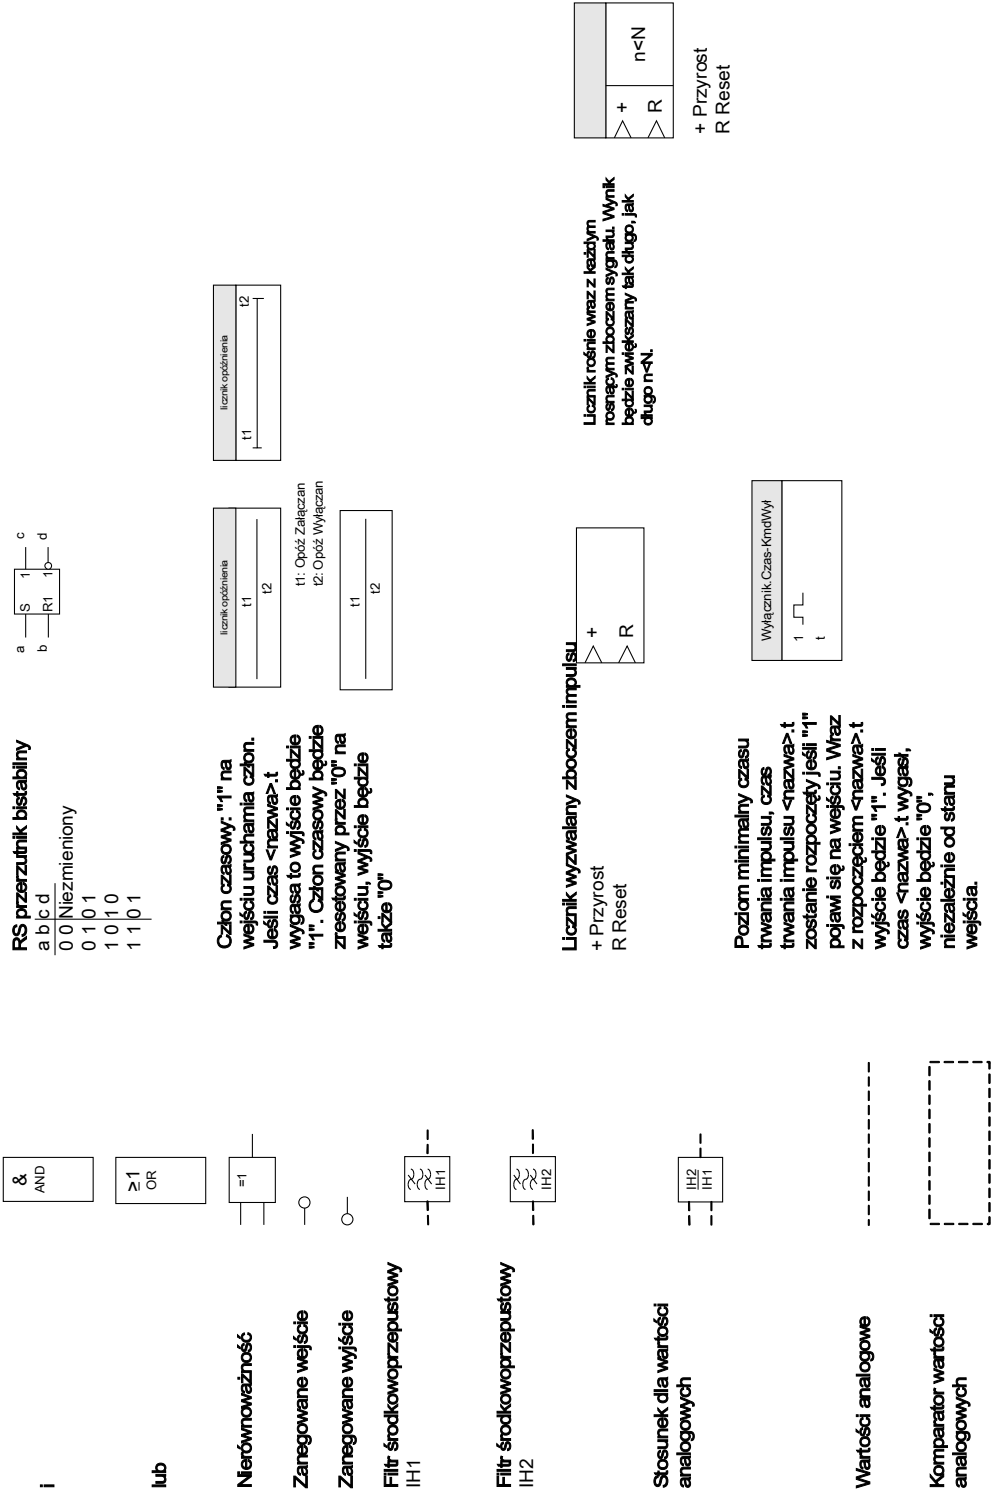 i
&
AND
lub
≥1
OR
Nierównoważność
=1
Zanegowane wejście
Zanegowane wyjście
Filtr środkowoprzepustowy
IH1
IH1
Filtr środkowoprzepustowy
IH2
IH2
Stosunek dla wartości
analogowych
IH2
IH1
Wartości analogowe
Komparator wartości
analogowych
RS przerzutnik bistabilny
a b c d
0 0 Niezmieniony
0 1 0 1
1 0 1 0
1 1 0 1
a
b
S 1
R1 1
c
d
Człon czasowy: "1" na
wejściu uruchamia człon.
Jeśli czas <nazwa>.t
wygasa to wyjście będzie
"1". Człon czasowy będzie
zresetowany przez "0" na
wejściu, wyjście będzie
także "0"
licznik opóźnienia
t1
t2
licznik opóźnienia
t1 t2
t1: Opóź Załączan
t2: Opóź Wyłączan
t1
t2
Licznik wyzwalany zboczem impulsu
+ Przyrost
R Reset
+
R
Licznik rośnie wraz z każdym
rosnącym zboczem sygnału. Wynik
będzie zwiększany tak długo, jak
długo n<N.
+
R
n<N
+ Przyrost
R Reset
Poziom minimalny czasu
trwania impulsu, czas
trwania impulsu <nazwa>.t
zostanie rozpoczęty jeśli "1"
pojawi się na wejściu. Wraz
z rozpoczęciem <nazwa>.t
wyjście będzie "1". Jeśli
czas <nazwa>.t wygasł,
wyjście będzie "0",
niezależnie od stanu
wejścia.
Wyłącznik.Czas-KmdWył
1
t